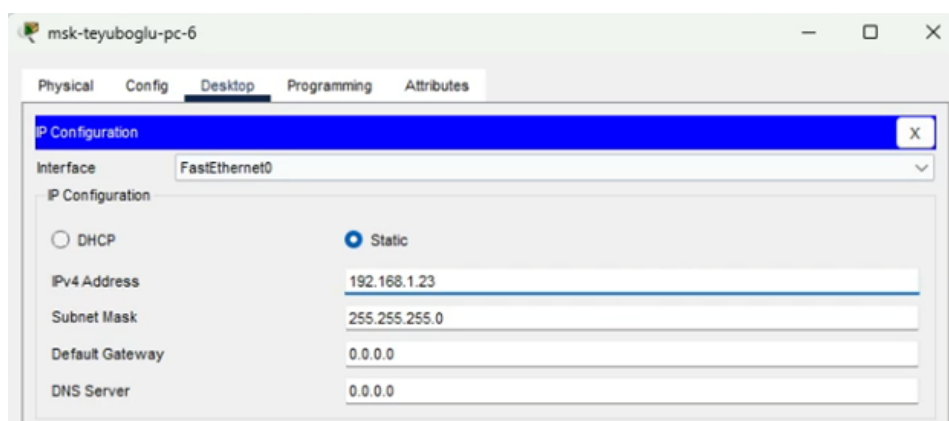 msk-teyuboglu-pc-6
Physical Config Desktop Programming Attributes
IP Configuration X
Interface FastEthernet0
IP Configuration
DHCP Static
IPv4 Address 192.168.1.23
Subnet Mask 255.255.255.0
Default Gateway 0.0.0.0
DNS Server 0.0.0.0